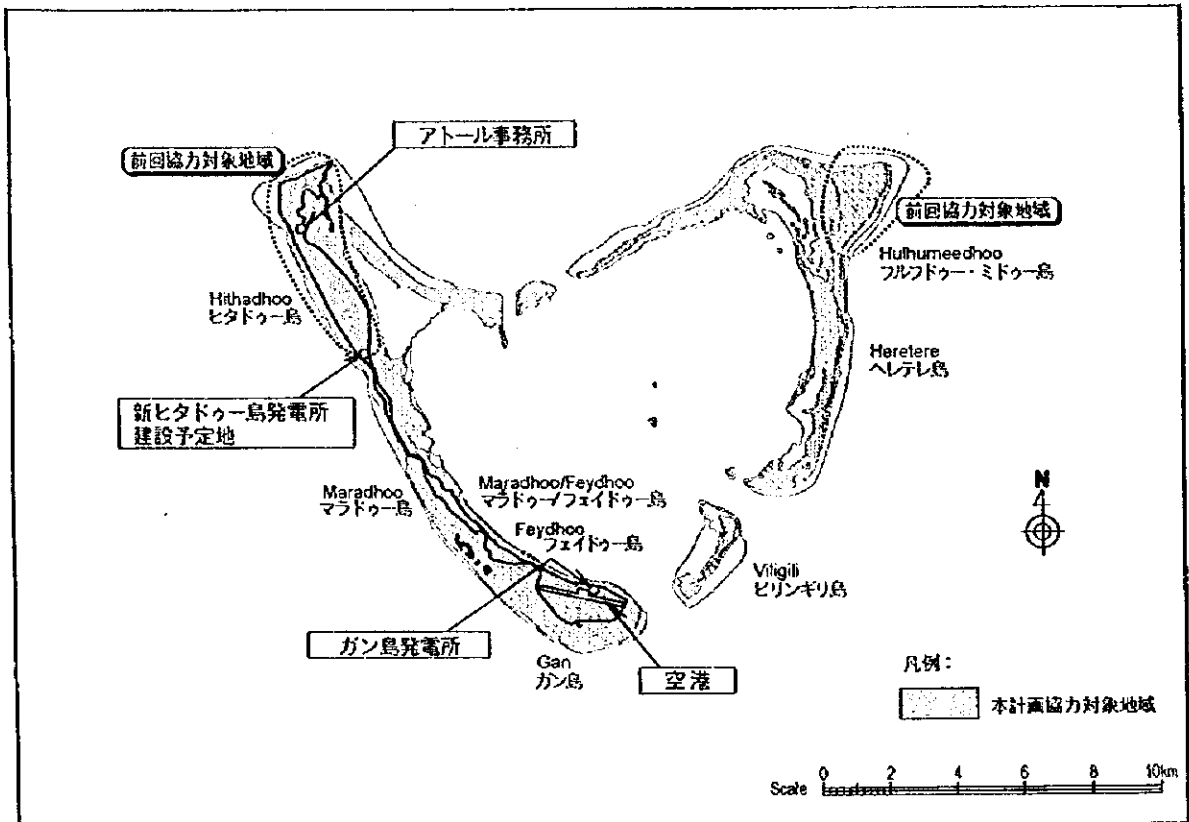 アトール事務所
前回協力対象地域
前回協力対象地域
Hulhumeedhoo
フルフドゥー・ミドゥー島
Hithadhoo
ヒタドゥー島
Heretere
ヘレテレ島
新ヒタドゥー島発電所
建設予定地
Maradhoo
マラドゥー島
Maradhoo/Feydhoo
マラドゥー/フェイドゥー島
Feydhoo
フェイドゥー島
N
Viligili
ビリンギリ島
ガン島発電所
Gan
ガン島
空港
凡例：
本計画協力対象地域
Scale 0 2 4 6 8 10km